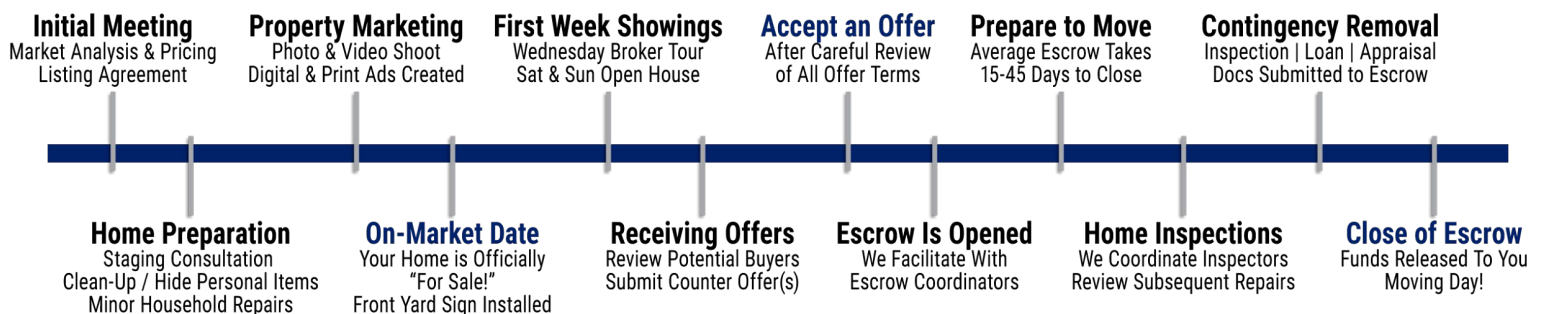 Initial Meeting
Market Analysis & Pricing
Listing Agreement
Home Preparation
Staging Consultation
Clean-Up / Hide Personal Items
Minor Household Repairs
Property Marketing
Photo & Video Shoot
Digital & Print Ads Created
On-Market Date
Your Home is Officially
“For Sale!”
Front Yard Sign Installed
First Week Showings
Wednesday Broker Tour
Sat & Sun Open House
Receiving Offers
Review Potential Buyers
Submit Counter Offer(s)
Accept an Offer
After Careful Review
of All Offer Terms
Escrow Is Opened
We Facilitate With
Escrow Coordinators
Prepare to Move
Average Escrow Takes
15-45 Days to Close
Home Inspections
We Coordinate Inspectors
Review Subsequent Repairs
Contingency Removal
Inspection | Loan | Appraisal
Docs Submitted to Escrow
Close of Escrow
Funds Released To You
Moving Day!